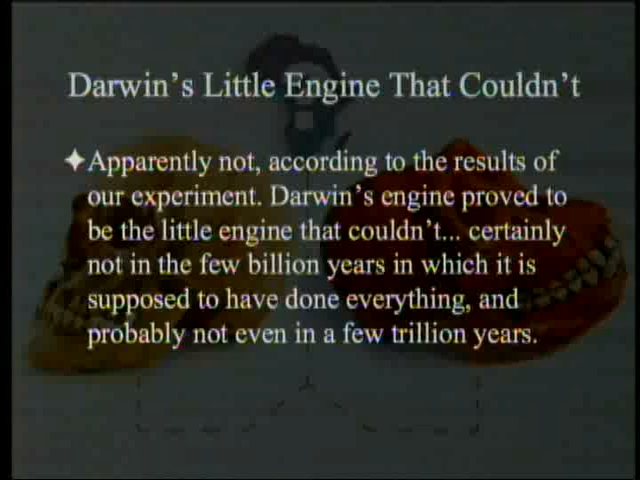 Darwin's Little Engine That Couldn't
Apparently not, according to the results of
our experiment. Darwin's engine proved to
be the little engine that couldn't... certainly
not in the few billion years in which it is
supposed to have done everything, and
probably not even in a few trillion years.